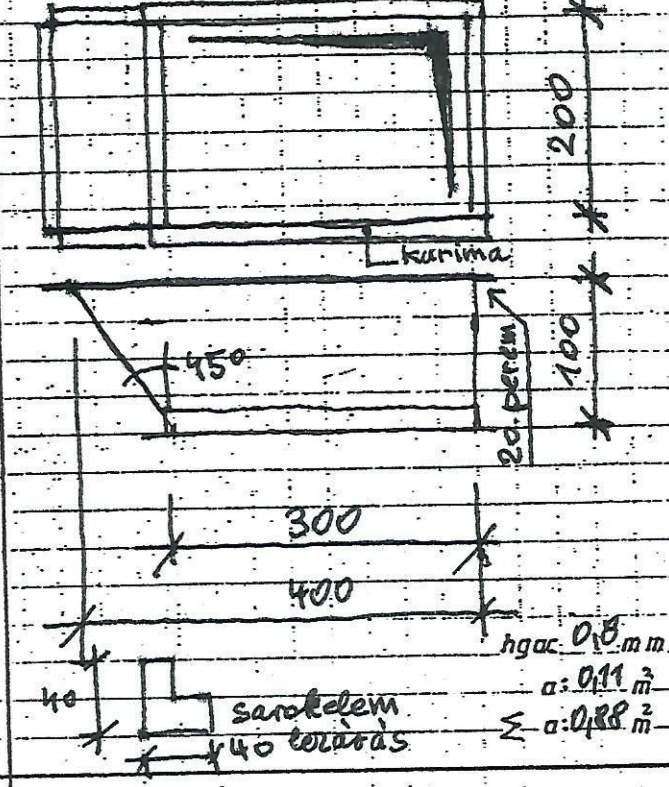 200
karima
45°
20. perem
100
300
400
hgac 0,8 mm
a: 0,11 m²
Σ a: 0,88 m²
40
sarokelem
40 lezárás